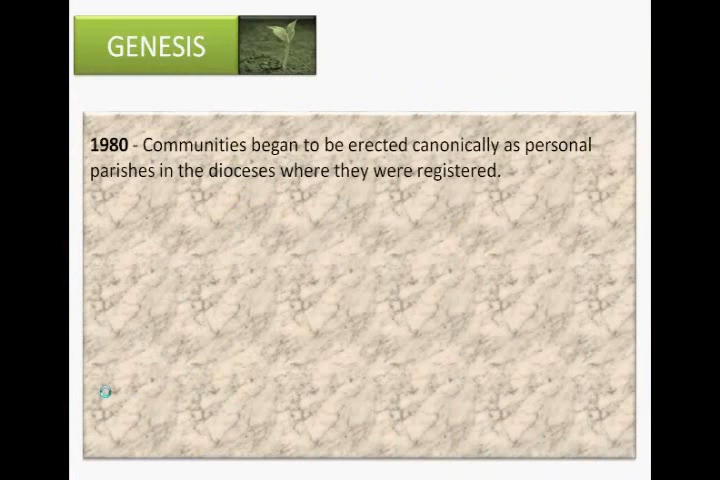 GENESIS
1980 - Communities began to be erected canonically as personal
parishes in the dioceses where they were registered.